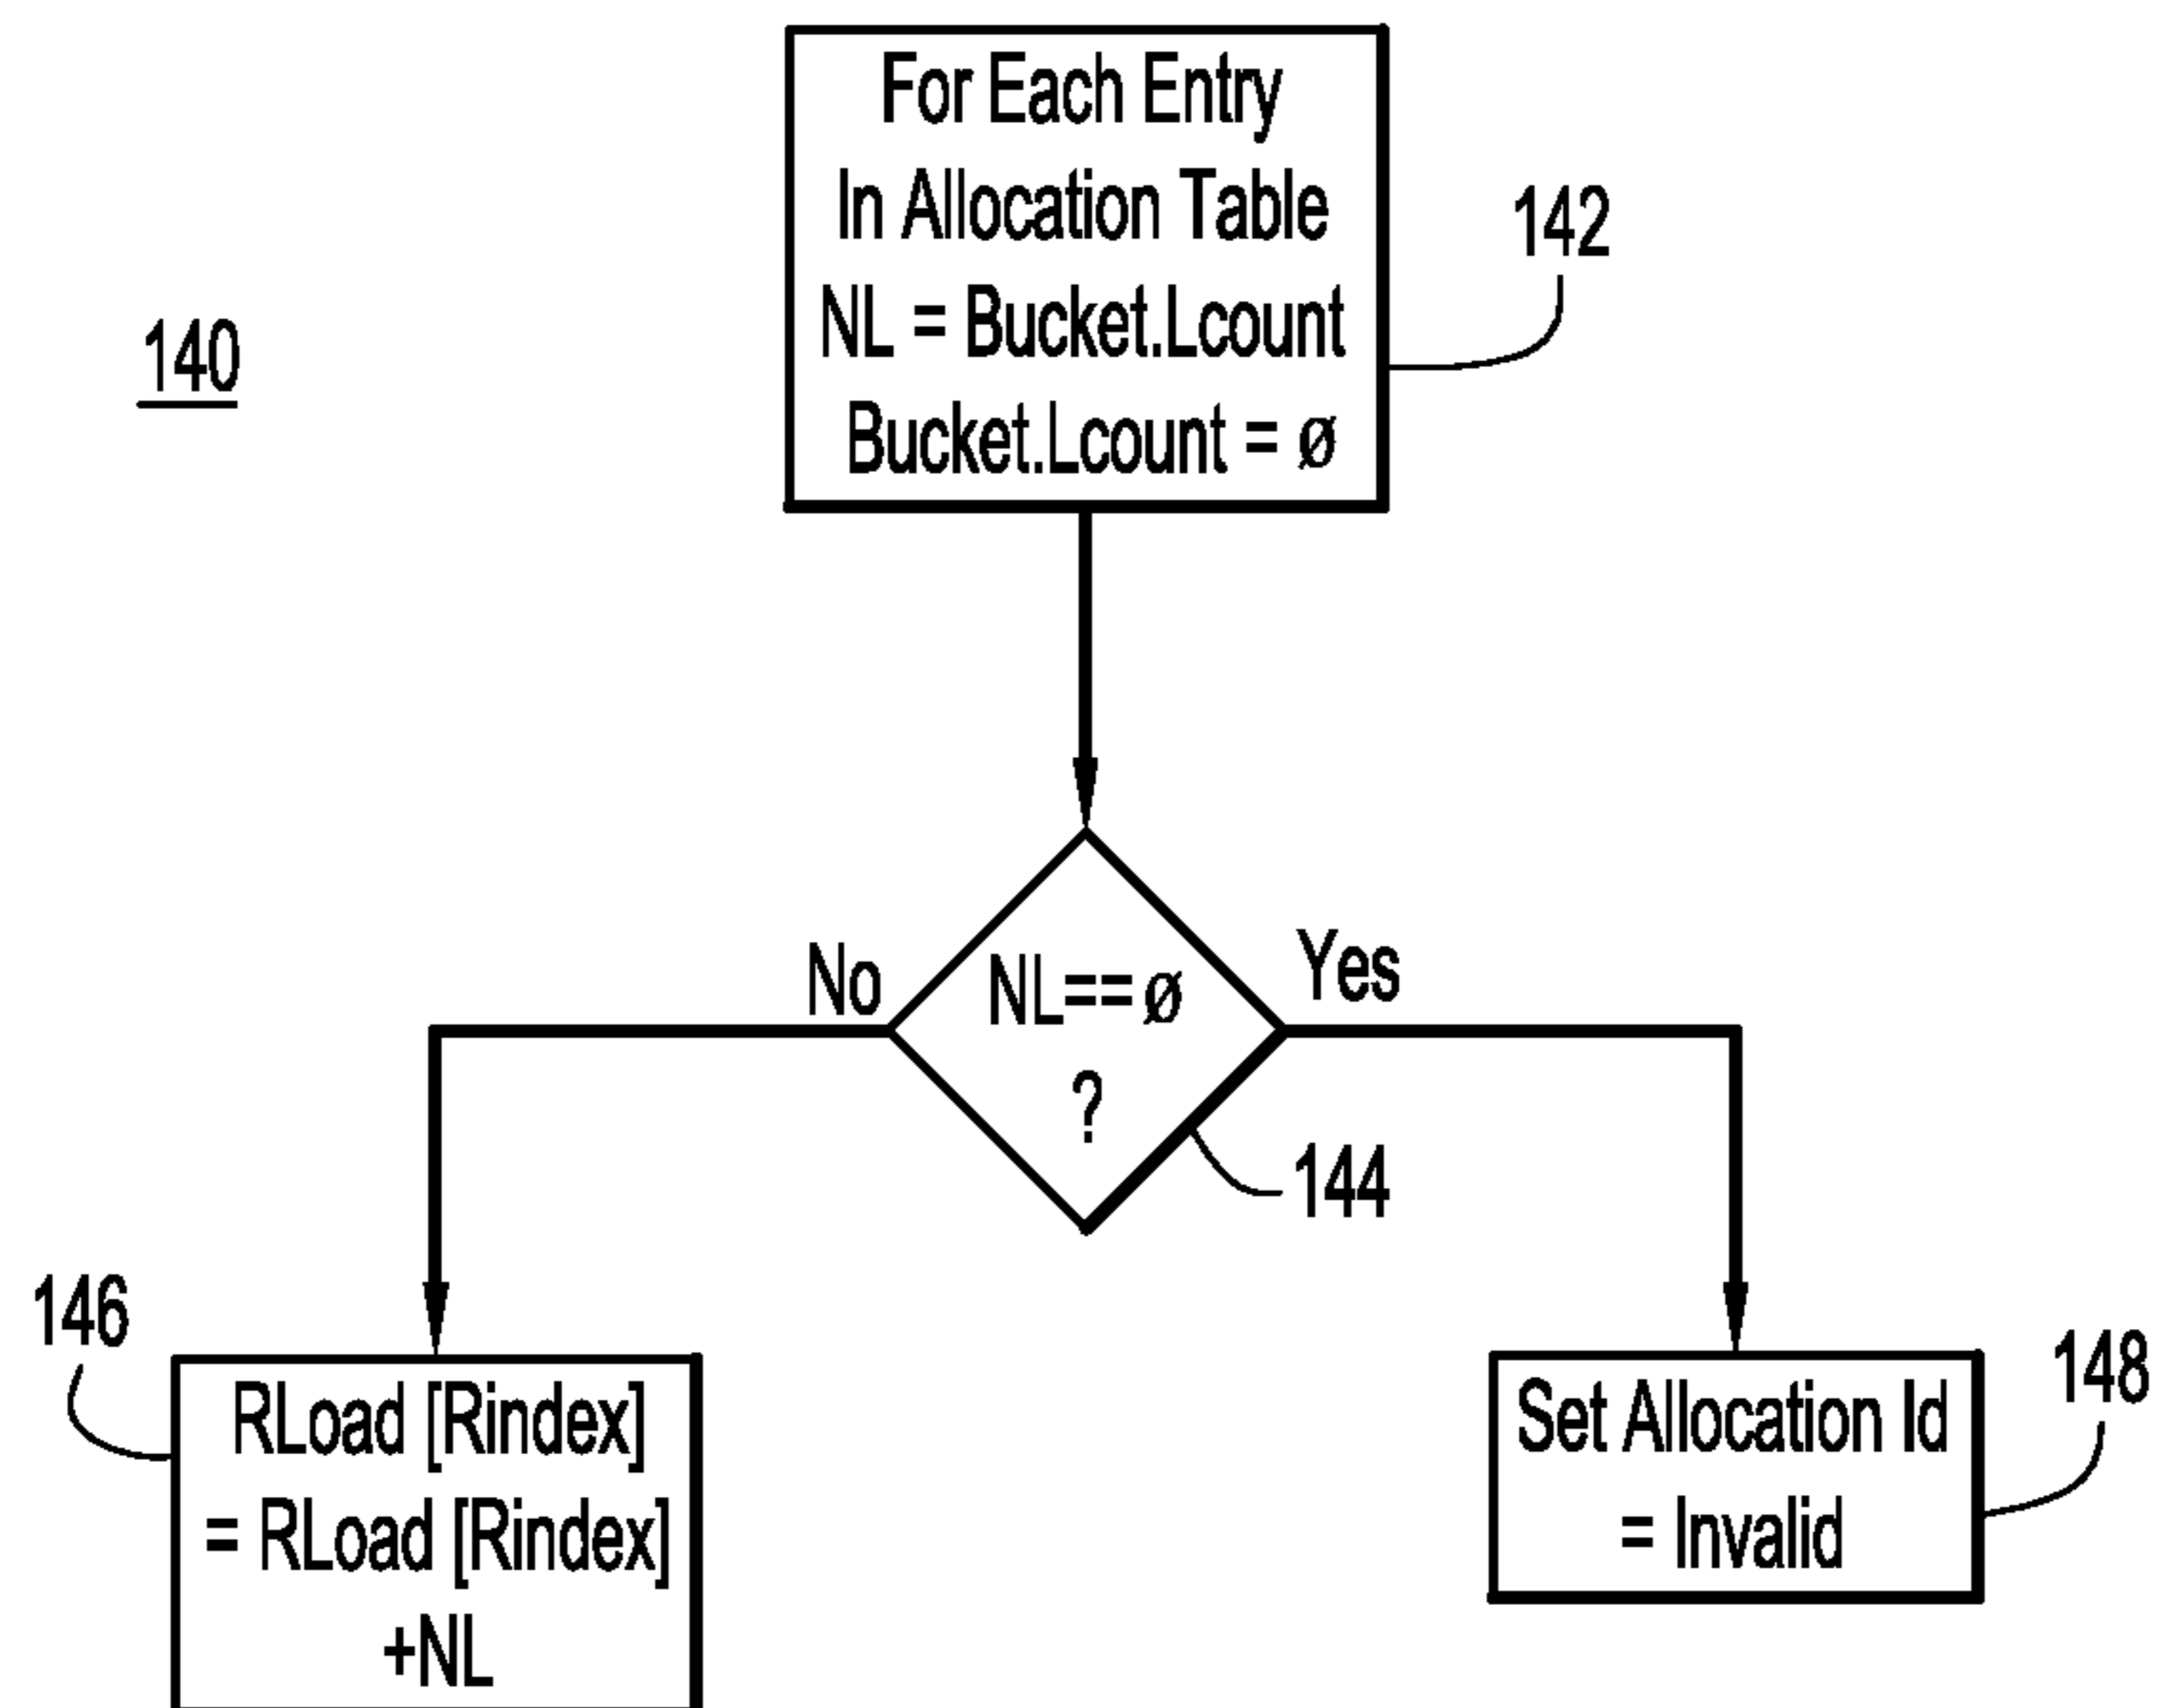 For Each Entry
In Allocation Table
NL = Bucket.Lcount
Bucket.Lcount = ø
142
140
No
NL==ø
?
Yes
144
146
RLoad [Rindex]
= RLoad [Rindex]
+NL
Set Allocation Id
= Invalid
148